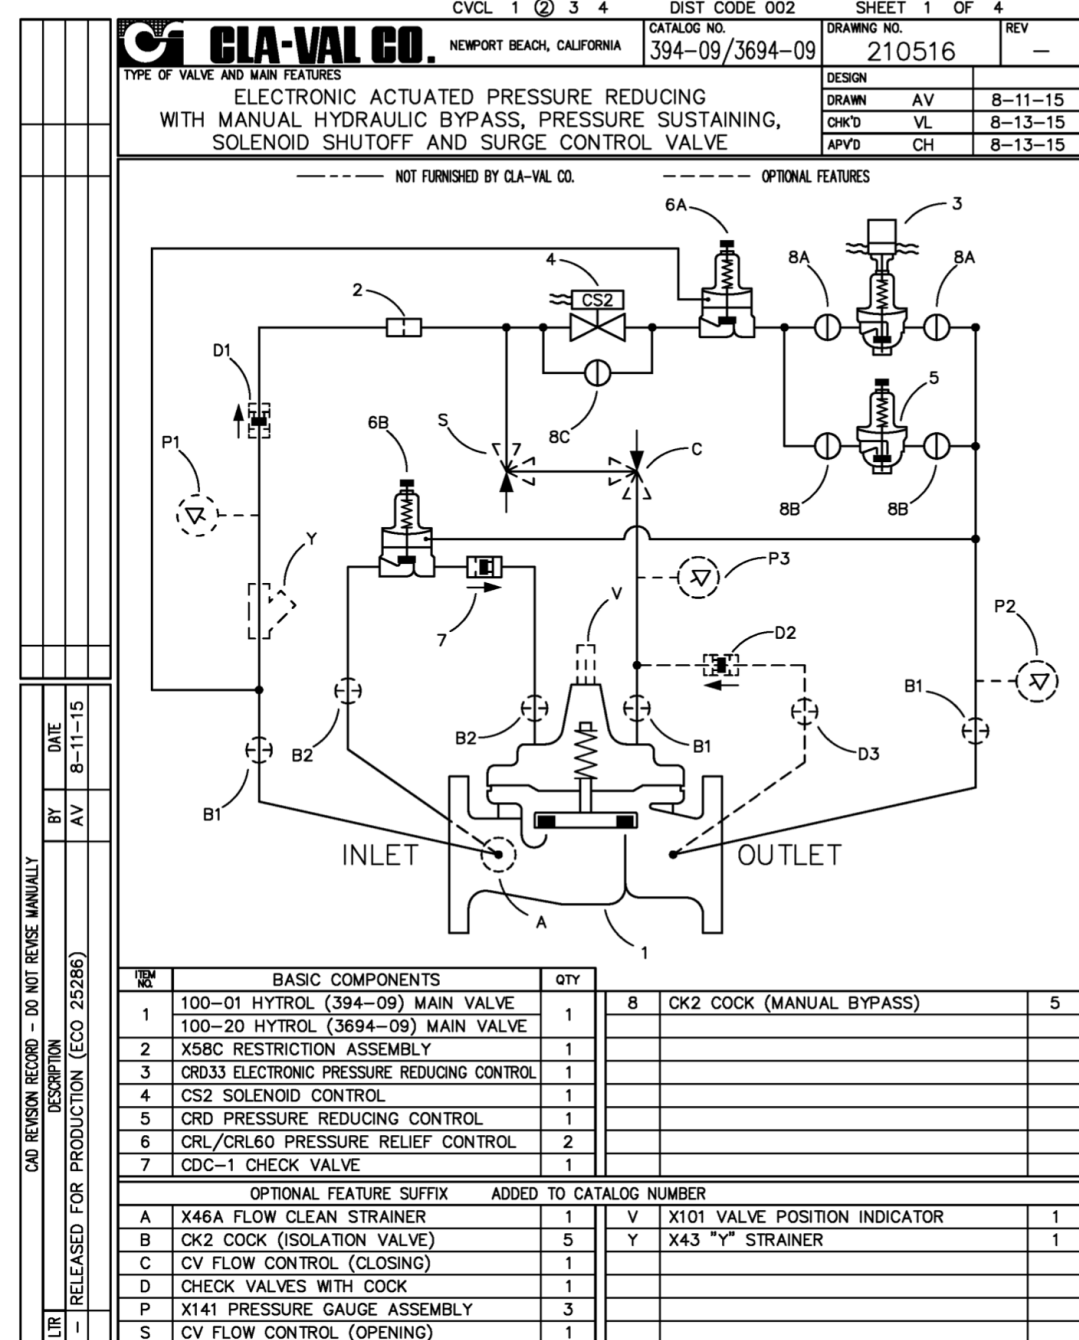 CVCL 1 2 3 4 DIST CODE 002 SHEET 1 OF 4
CLA-VAL CO. NEWPORT BEACH, CALIFORNIA
CATALOG NO.
394-09/3694-09
DRAWING NO.
210516
REV
—
TYPE OF VALVE AND MAIN FEATURES
ELECTRONIC ACTUATED PRESSURE REDUCING
WITH MANUAL HYDRAULIC BYPASS, PRESSURE SUSTAINING,
SOLENOID SHUTOFF AND SURGE CONTROL VALVE
DESIGN
DRAWN AV 8-11-15
CHK'D VL 8-13-15
APV'D CH 8-13-15
NOT FURNISHED BY CLA-VAL CO.
OPTIONAL FEATURES
6A
3
4
8A
8A
2
CS2
D1
5
6B
S
8C
C
P1
8B
8B
Y
P3
V
7
P2
D2
B1
B2
B2
B1
D3
B1
INLET
OUTLET
A
1
ITEM NO. BASIC COMPONENTS QTY
1 100-01 HYTROL (394-09) MAIN VALVE 1
100-20 HYTROL (3694-09) MAIN VALVE
2 X58C RESTRICTION ASSEMBLY 1
3 CRD33 ELECTRONIC PRESSURE REDUCING CONTROL 1
4 CS2 SOLENOID CONTROL 1
5 CRD PRESSURE REDUCING CONTROL 1
6 CRL/CRL60 PRESSURE RELIEF CONTROL 2
7 CDC-1 CHECK VALVE 1
8 CK2 COCK (MANUAL BYPASS) 5
OPTIONAL FEATURE SUFFIX ADDED TO CATALOG NUMBER
A X46A FLOW CLEAN STRAINER 1
B CK2 COCK (ISOLATION VALVE) 5
C CV FLOW CONTROL (CLOSING) 1
D CHECK VALVES WITH COCK 1
P X141 PRESSURE GAUGE ASSEMBLY 3
S CV FLOW CONTROL (OPENING) 1
V X101 VALVE POSITION INDICATOR 1
Y X43 "Y" STRAINER 1
CAD REVISION RECORD - DO NOT REVISE MANUALLY
LTR DESCRIPTION BY DATE
- RELEASED FOR PRODUCTION (ECO 25286) AV 8-11-15